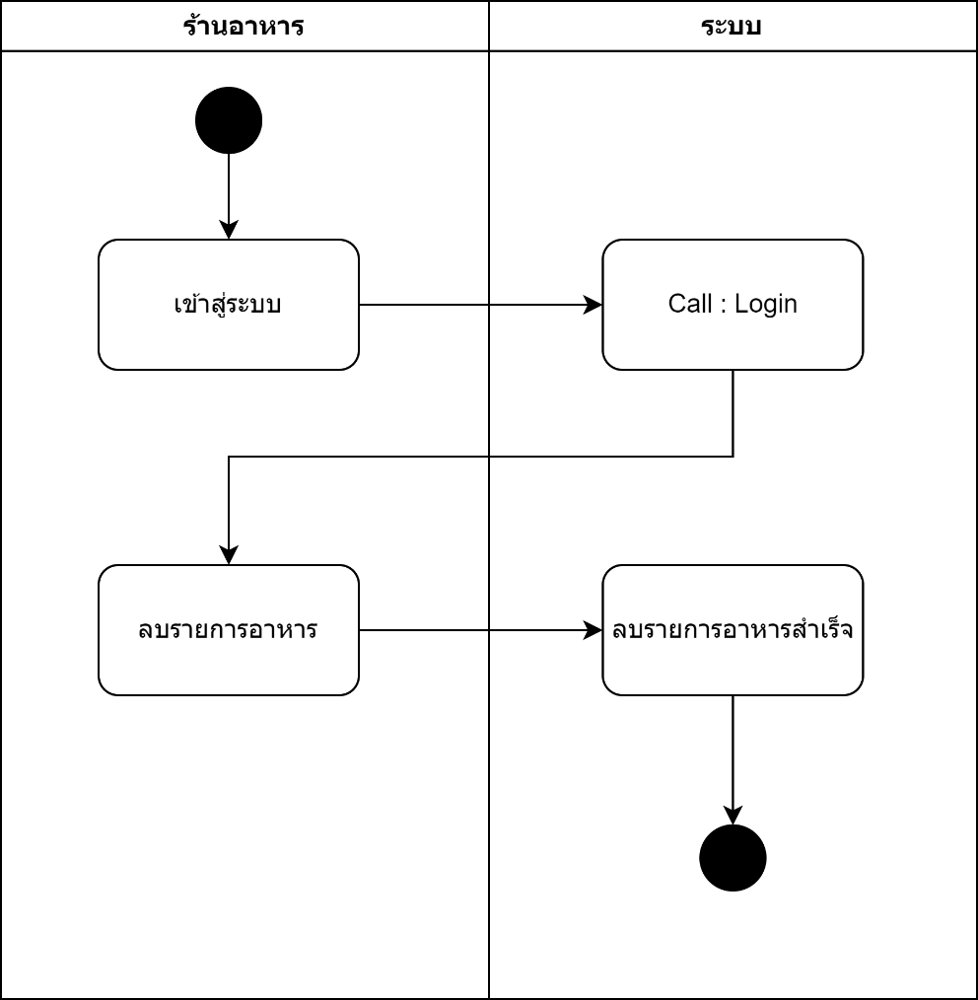 ร้านอาหาร
ระบบ
เข้าสู่ระบบ
Call : Login
ลบรายการอาหาร
ลบรายการอาหารสำเร็จ